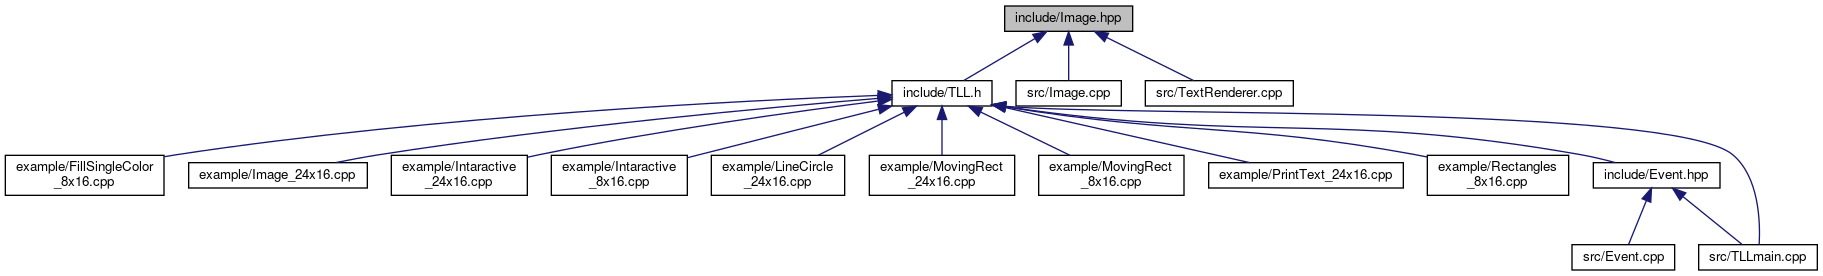 include/Image.hpp
include/TLL.h
src/Image.cpp
src/TextRenderer.cpp
example/FillSingleColor
_8x16.cpp
example/Image_24x16.cpp
example/Intaractive
_24x16.cpp
example/Intaractive
_8x16.cpp
example/LineCircle
_24x16.cpp
example/MovingRect
_24x16.cpp
example/MovingRect
_8x16.cpp
example/PrintText_24x16.cpp
example/Rectangles
_8x16.cpp
include/Event.hpp
src/Event.cpp
src/TLLmain.cpp